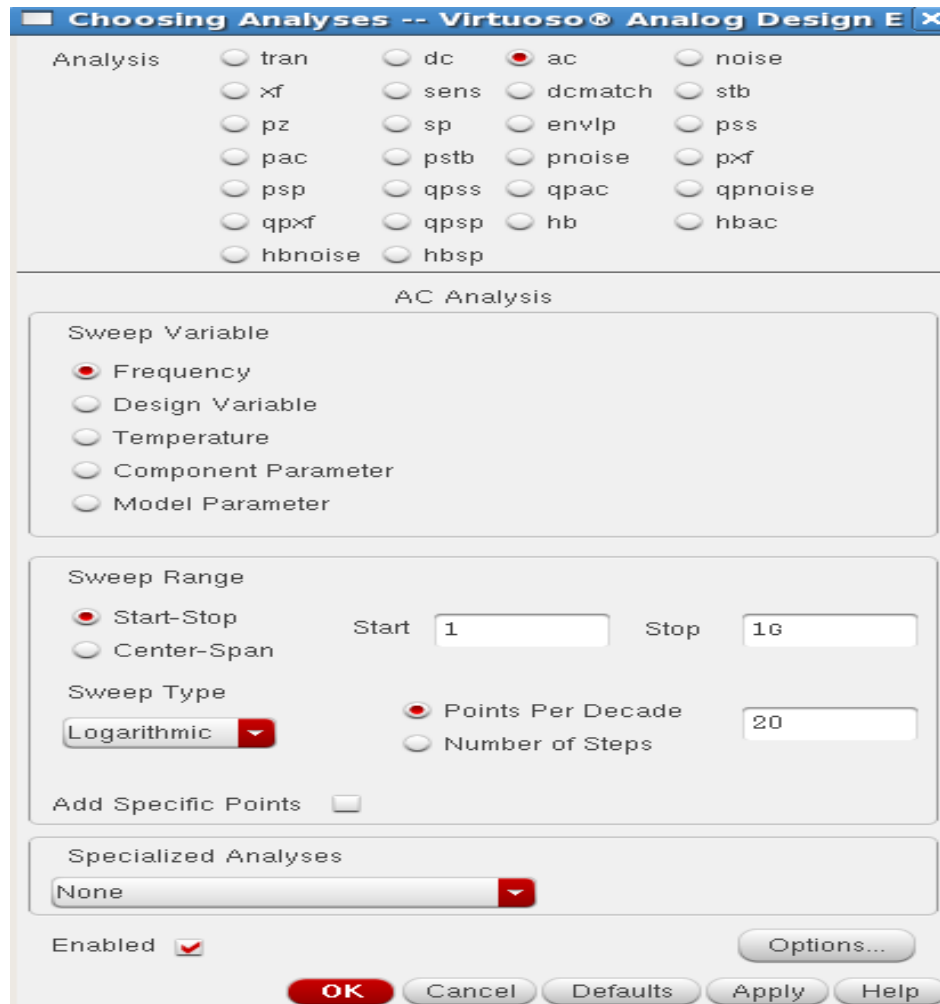 Choosing Analyses -- Virtuoso® Analog Design E
Analysis tran dc ac noise
xf sens dcmatch stb
pz sp envlp pss
pac pstb pnoise pxf
psp qpss qpac qpnoise
qpxf qpsp hb hbac
hbnoise hbsp
AC Analysis
Sweep Variable
Frequency
Design Variable
Temperature
Component Parameter
Model Parameter
Sweep Range
Start-Stop
Center-Span
Start 1 Stop 1G
Sweep Type
Logarithmic
Points Per Decade
Number of Steps
20
Add Specific Points
Specialized Analyses
None
Enabled Options...
OK Cancel Defaults Apply Help